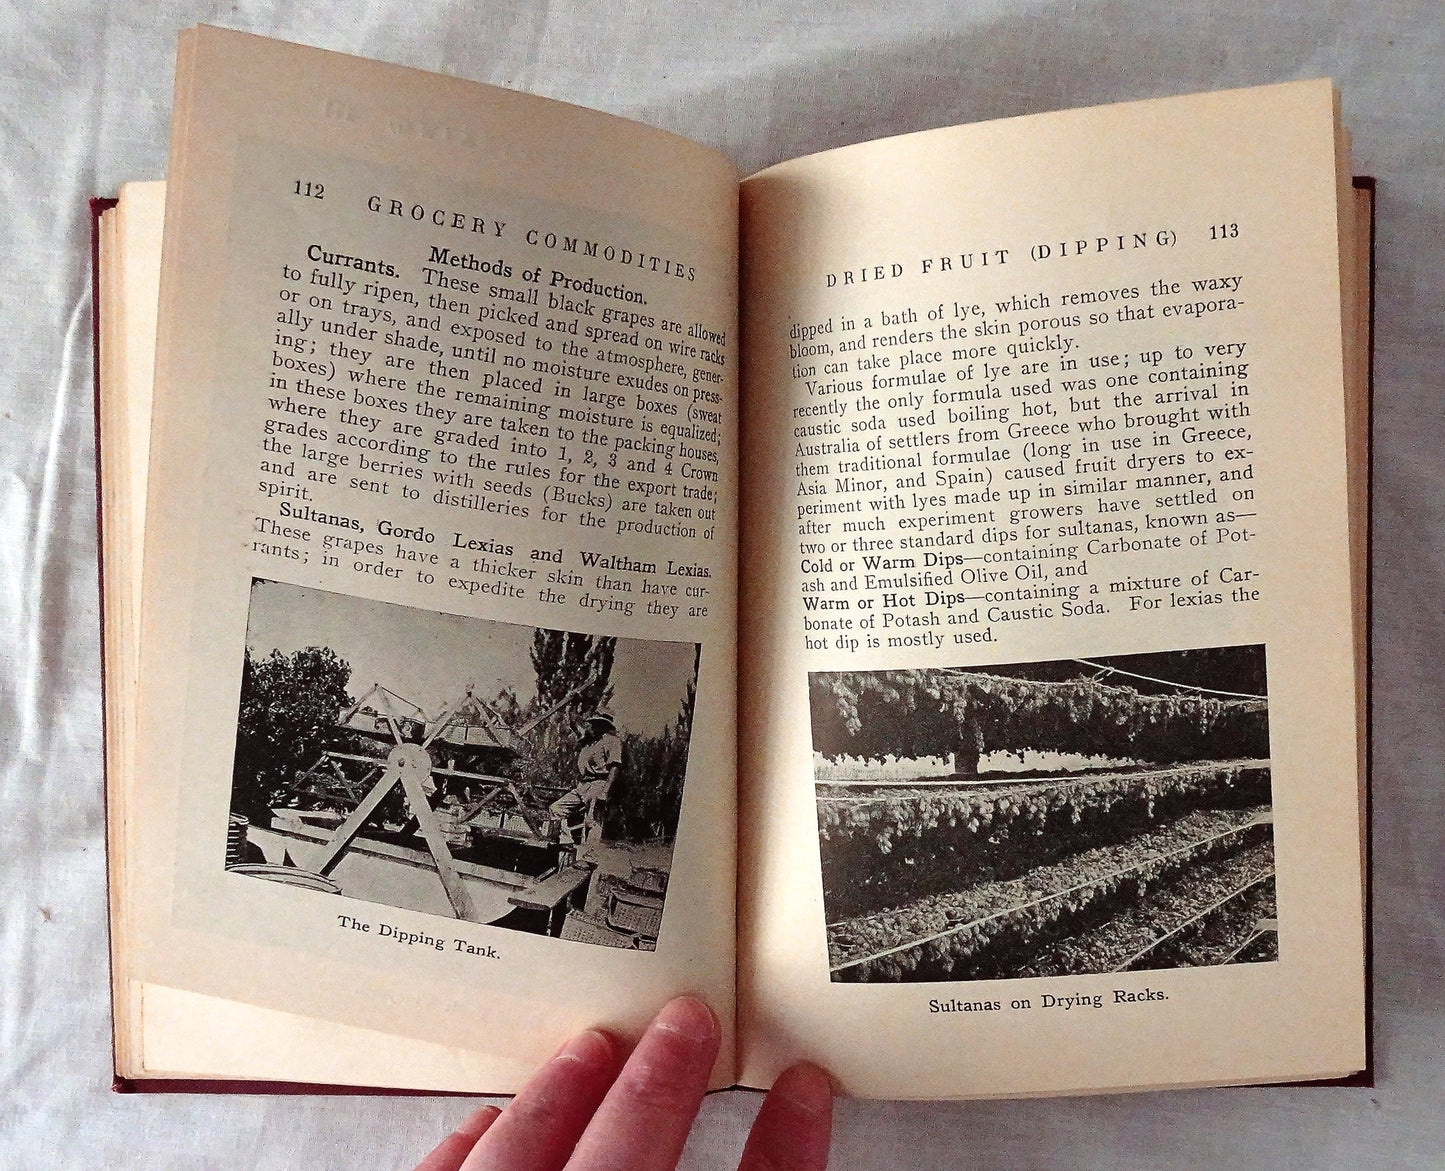 112 GROCERY COMMODITIES
Methods of Production.
Currants. These small black grapes are allowed
to fully ripen, then picked and spread on wire racks
or on trays, and exposed to the atmosphere, gener-
ally under shade, until no moisture exudes on press-
ing; they are then placed in large boxes (sweat
boxes) where the remaining moisture is equalized;
in these boxes they are taken to the packing houses,
where they are graded into 1, 2, 3 and 4 Crown
grades according to the rules for the export trade;
the large berries with seeds (Bucks) are taken out
and are sent to distilleries for the production of
spirit.
Sultanas, Gordo Lexias and Waltham Lexias.
These grapes have a thicker skin than have cur-
rants; in order to expedite the drying they are
The Dipping Tank.
DRIED FRUIT (DIPPING) 113
dipped in a bath of lye, which removes the waxy
bloom, and renders the skin porous so that evapora-
tion can take place more quickly.
Various formulae of lye are in use; up to very
recently the only formula used was one containing
caustic soda used boiling hot, but the arrival in
Australia of settlers from Greece who brought with
them traditional formulae (long in use in Greece,
Asia Minor, and Spain) caused fruit dryers to ex-
periment with lyes made up in similar manner, and
after much experiment growers have settled on
two or three standard dips for sultanas, known as—
Cold or Warm Dips—containing Carbonate of Pot-
ash and Emulsified Olive Oil, and
Warm or Hot Dips—containing a mixture of Car-
bonate of Potash and Caustic Soda. For lexias the
hot dip is mostly used.
Sultanas on Drying Racks.